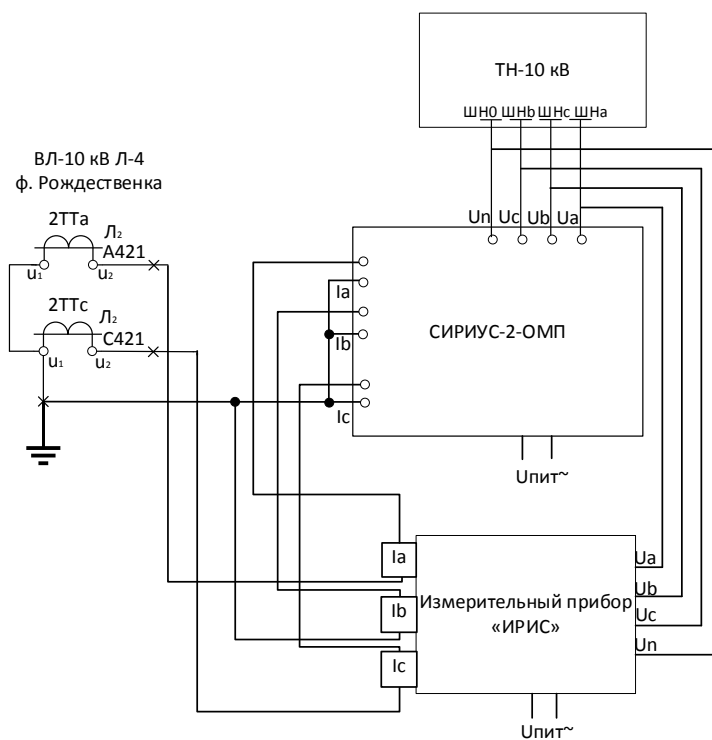 ТН-10 кВ
ШН0 ШНb ШНc ШНa
ВЛ-10 кВ Л-4
ф. Рождественка
2ТТа
Л₂
А421
u₁
u₂
2ТТс
Л₂
С421
u₁
u₂
Un
Uc
Ub
Ua
Ia
Ib
Ic
СИРИУС-2-ОМП
Uпит~
Ia
Ib
Ic
Измерительный прибор
«ИРИС»
Ua
Ub
Uc
Un
Uпит~